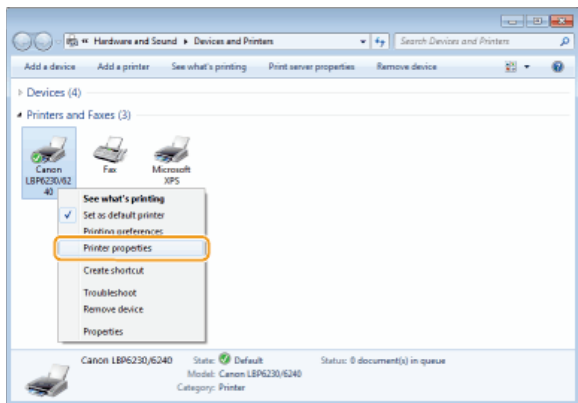 « Hardware and Sound ▸ Devices and Printers
Search Devices and Printers
Add a device Add a printer See what's printing Print server properties Remove device
Devices (4)
Printers and Faxes (3)
Canon LBP6230/62
40
Fax
Microsoft XPS
See what's printing
Set as default printer
Printing preferences
Printer properties
Create shortcut
Troubleshoot
Remove device
Properties
Canon LBP6230/6240 State: Default Status: 0 document(s) in queue
Model: Canon LBP6230/6240
Category: Printer